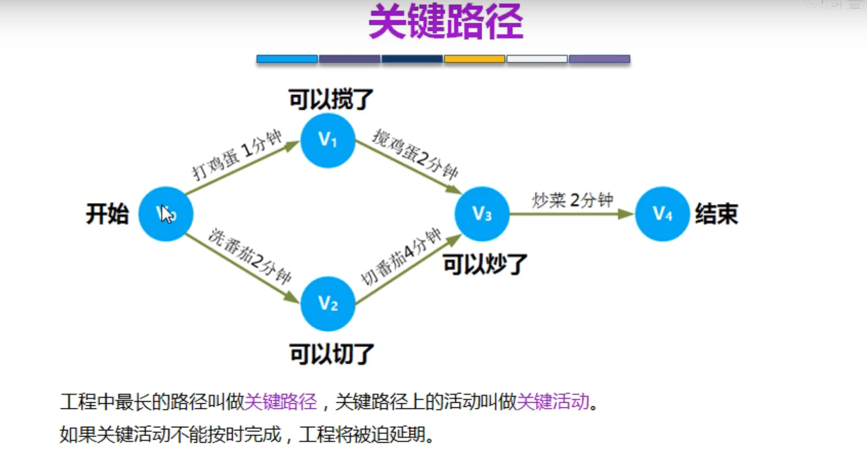 关键路径
可以搅了
打鸡蛋 1分钟
V1
搅鸡蛋2分钟
开始
炒菜 2分钟
V3
V4
结束
洗番茄2分钟
切番茄4分钟
可以炒了
V2
可以切了
工程中最长的路径叫做关键路径，关键路径上的活动叫做关键活动。
如果关键活动不能按时完成，工程将被迫延期。